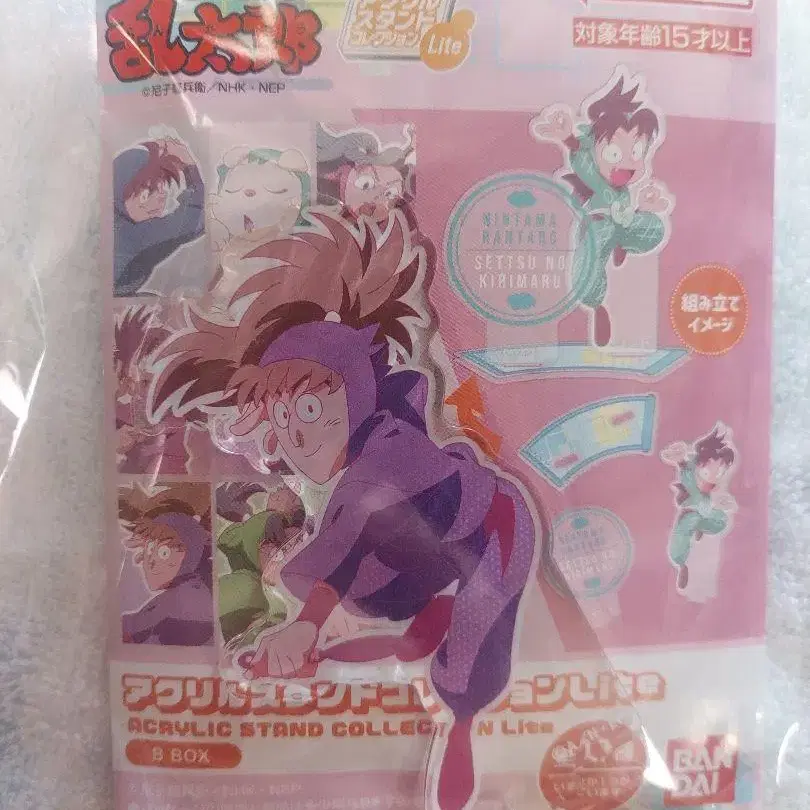 乱太郎
スタンド
コレクション
Lite
対象年齢15才以上
©尼子騒兵衛/NHK・NEP
NINTAMA
RANTARO
SETTSU NO
KIRIMARU
組み立て
イメージ
アクリルスタンドコレクションLite
ACRYLIC STAND COLLECTION Lite
B BOX
BAN
DAI